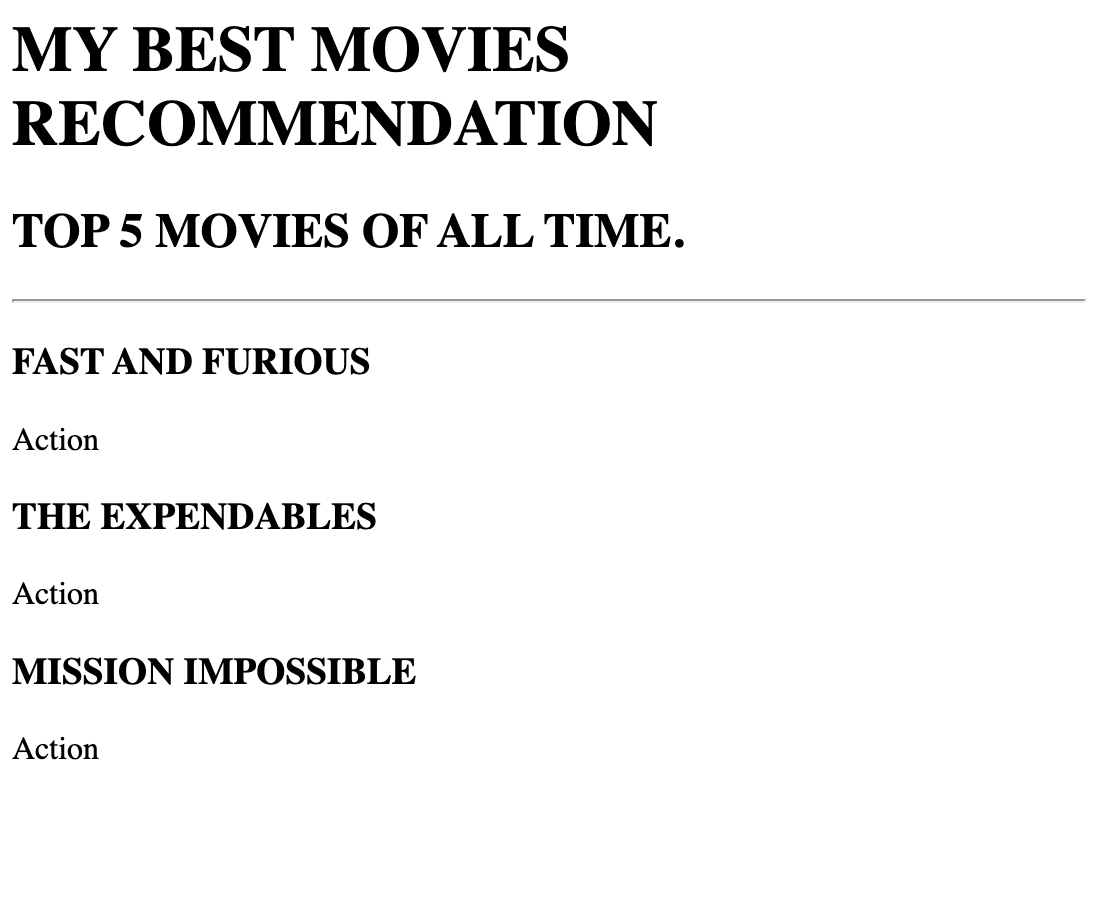 MY BEST MOVIES
RECOMMENDATION
TOP 5 MOVIES OF ALL TIME.
FAST AND FURIOUS
Action
THE EXPENDABLES
Action
MISSION IMPOSSIBLE
Action